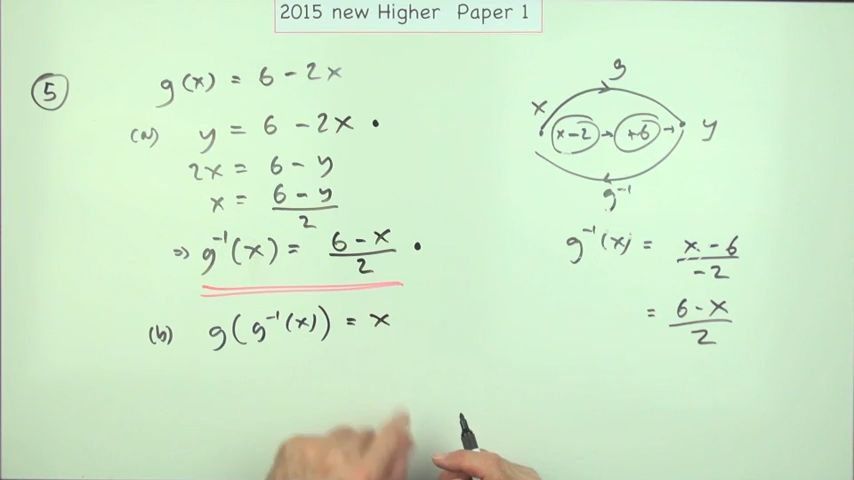 2015 new Higher Paper 1
5
g(x) = 6 - 2x
(a) y = 6 - 2x
2x = 6 - y
x = (6 - y)/2
⇒ g⁻¹(x) = (6 - x)/2
(b) g(g⁻¹(x)) = x
g
x ×-2 → +6 → y
g⁻¹
g⁻¹(x) = (x - 6)/-2
= (6 - x)/2